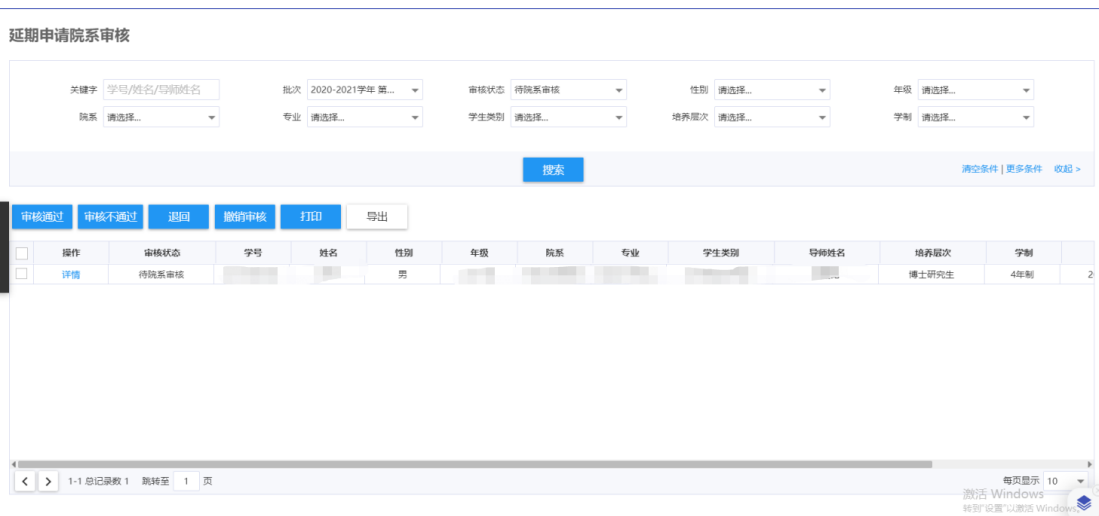 延期申请院系审核
关键字 学号/姓名/导师姓名 批次 2020-2021学年 第... 审核状态 待院系审核 性别 请选择... 年级 请选择...
院系 请选择... 专业 请选择... 学生类别 请选择... 培养层次 请选择... 学制 请选择...
搜索 清空条件 | 更多条件 收起 >
审核通过 审核不通过 退回 撤销审核 打印 导出
操作 审核状态 学号 姓名 性别 年级 院系 专业 学生类别 导师姓名 培养层次 学制
详情 待院系审核 男 博士研究生 4年制
1-1 总记录数 1 跳转至 1 页 每页显示 10
激活 Windows
转到"设置"以激活 Windows。